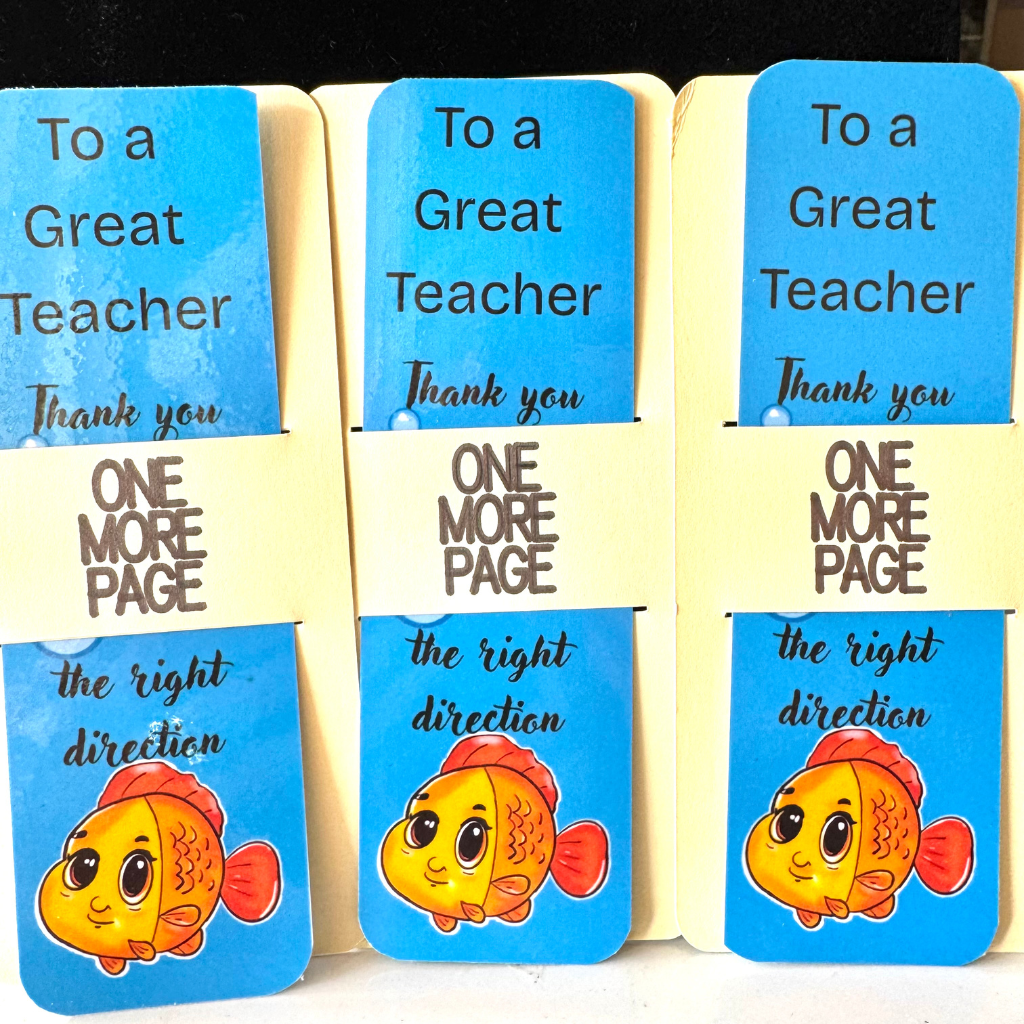 To a
Great
Teacher
Thank you
ONE
MORE
PAGE
the right
direction
To a
Great
Teacher
Thank you
ONE
MORE
PAGE
the right
direction
To a
Great
Teacher
Thank you
ONE
MORE
PAGE
the right
direction